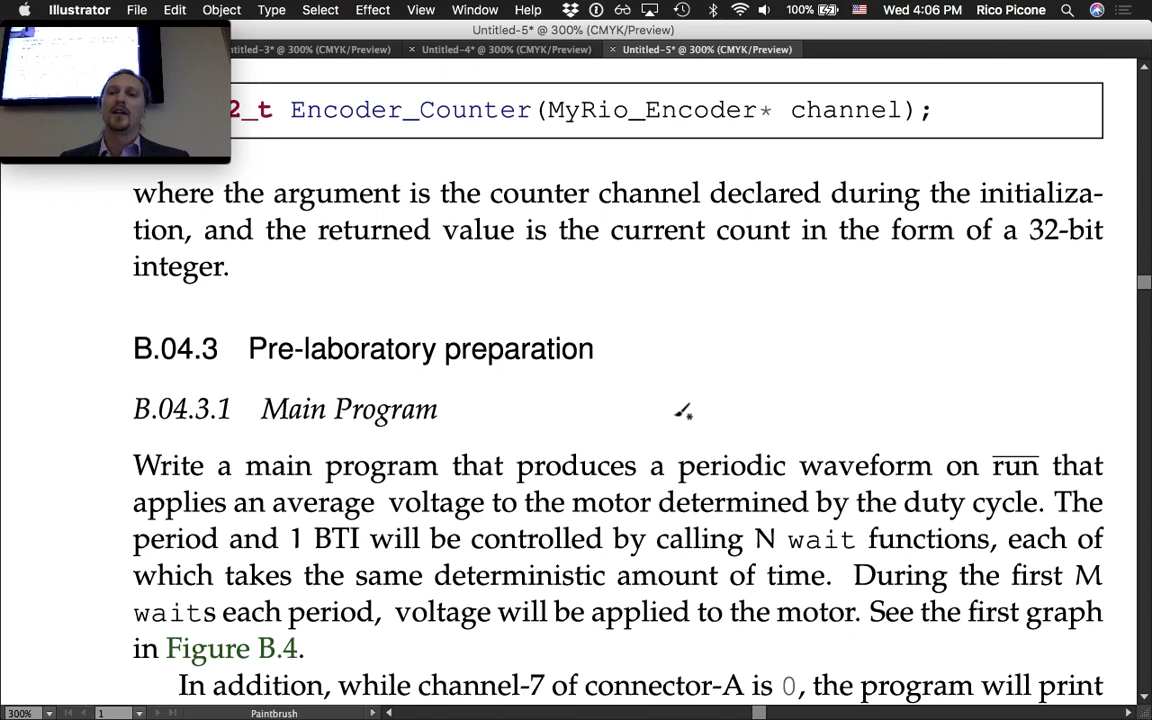 Illustrator File Edit Object Type Select Effect View Window Help 100% Wed 4:06 PM Rico Picone
Untitled-5* @ 300% (CMYK/Preview)
ntitled-3* @ 300% (CMYK/Preview) × Untitled-4* @ 300% (CMYK/Preview) × Untitled-5* @ 300% (CMYK/Preview)
2_t Encoder_Counter(MyRio_Encoder* channel);
where the argument is the counter channel declared during the initializa-
tion, and the returned value is the current count in the form of a 32-bit
integer.
B.04.3 Pre-laboratory preparation
B.04.3.1 Main Program
Write a main program that produces a periodic waveform on run that
applies an average voltage to the motor determined by the duty cycle. The
period and 1 BTI will be controlled by calling N wait functions, each of
which takes the same deterministic amount of time. During the first M
waits each period, voltage will be applied to the motor. See the first graph
in Figure B.4.
In addition, while channel-7 of connector-A is 0, the program will print
300% 1 Paintbrush